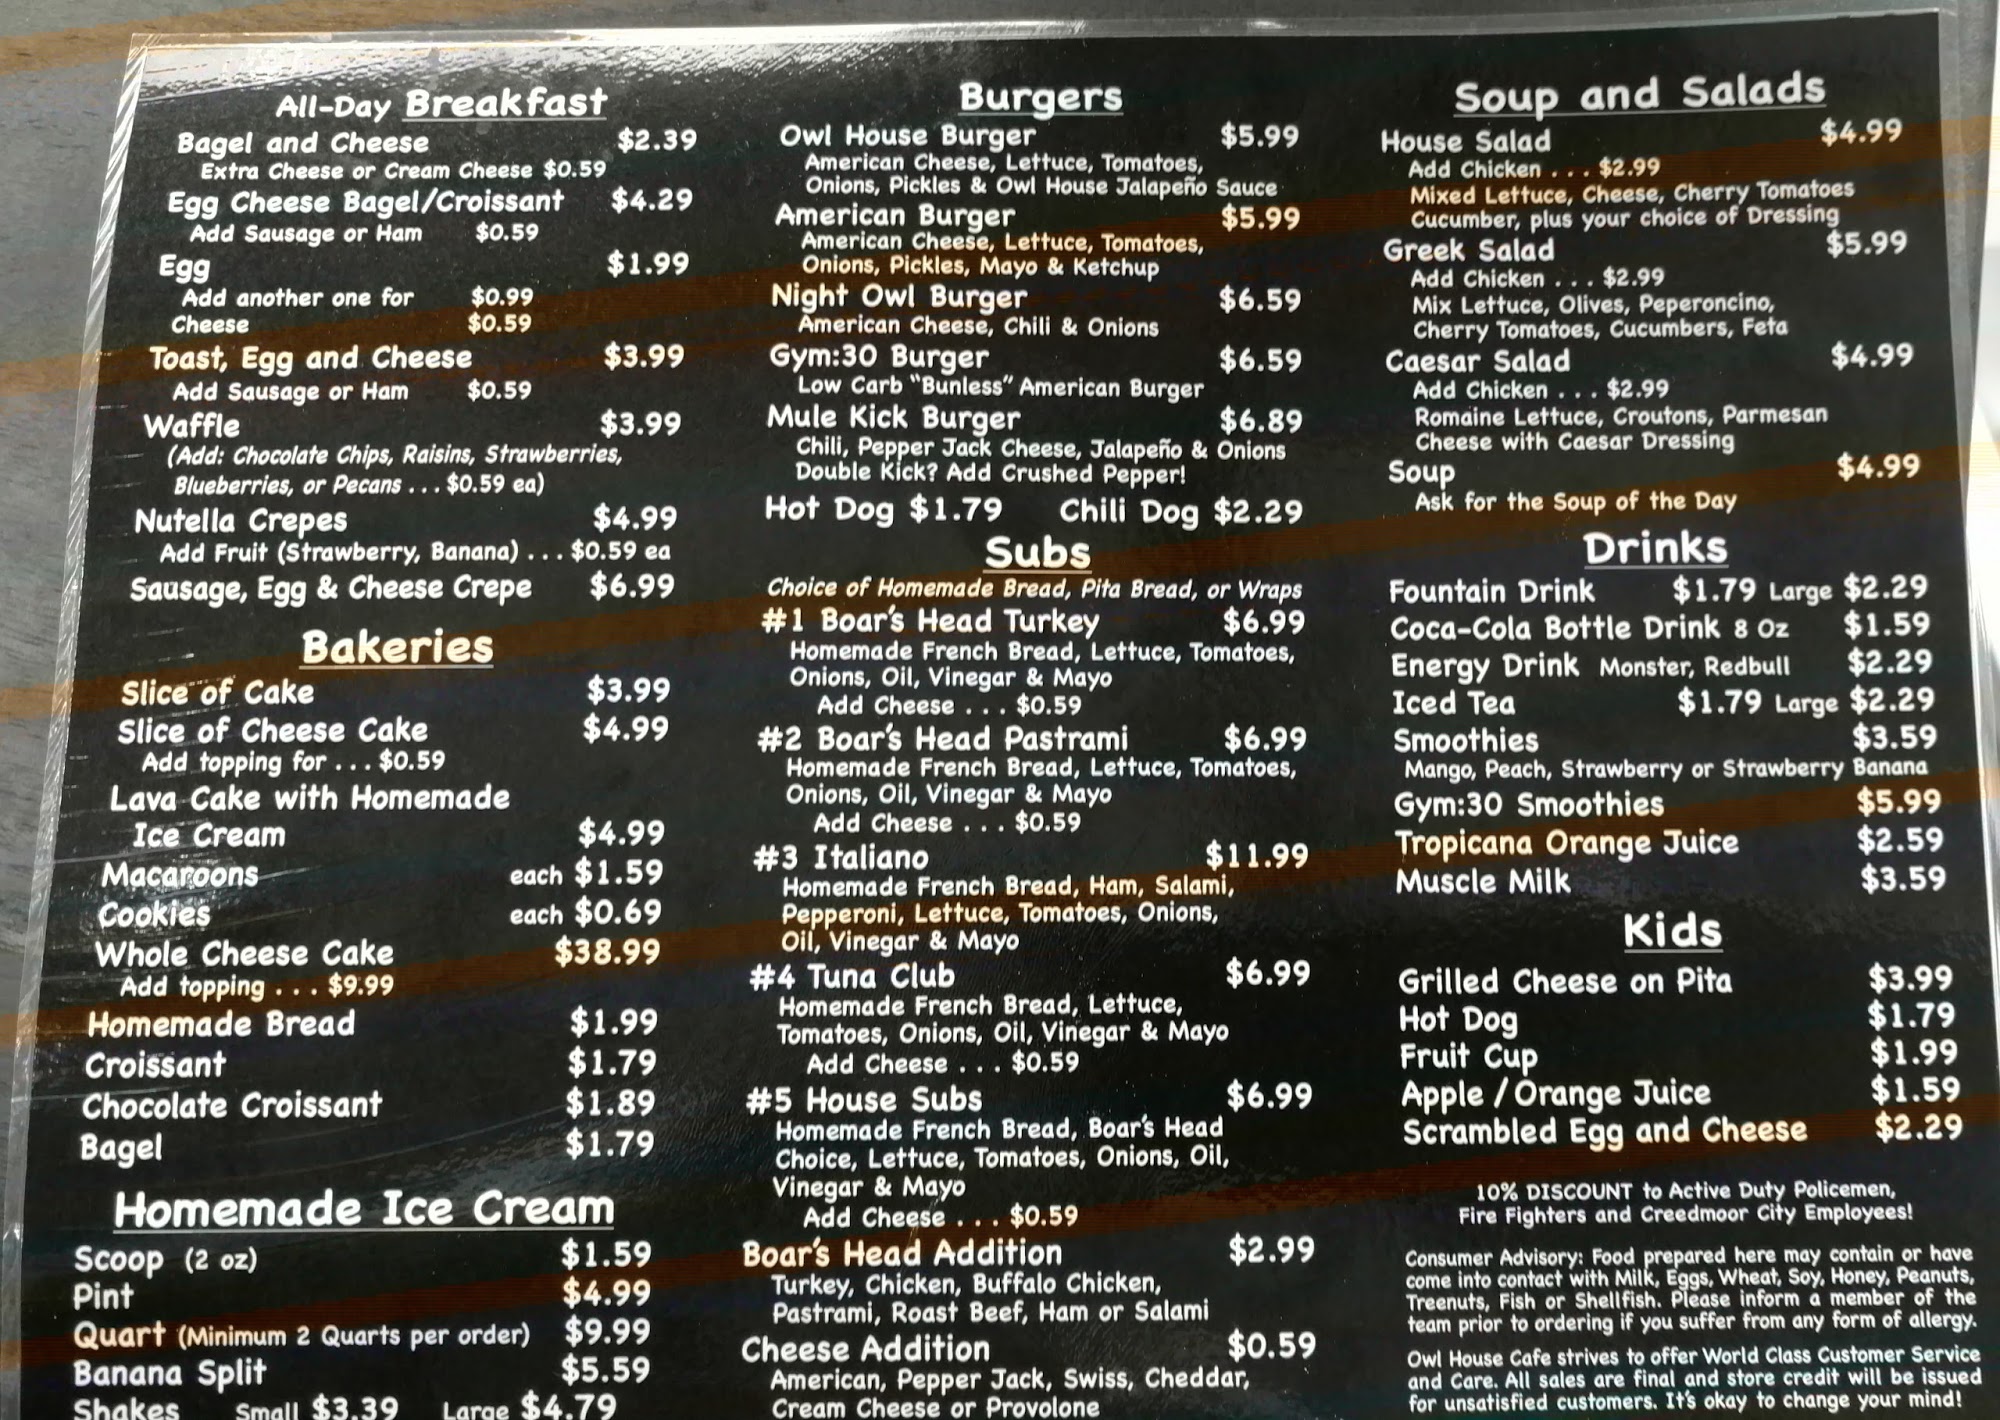 All-Day Breakfast
Bagel and Cheese $2.39
Extra Cheese or Cream Cheese $0.59
Egg Cheese Bagel/Croissant $4.29
Add Sausage or Ham $0.59
Egg $1.99
Add another one for $0.99
Cheese $0.59
Toast, Egg and Cheese $3.99
Add Sausage or Ham $0.59
Waffle $3.99
(Add: Chocolate Chips, Raisins, Strawberries,
Blueberries, or Pecans ... $0.59 ea)
Nutella Crepes $4.99
Add Fruit (Strawberry, Banana) ... $0.59 ea
Sausage, Egg & Cheese Crepe $6.99
Bakeries
Slice of Cake $3.99
Slice of Cheese Cake $4.99
Add topping for ... $0.59
Lava Cake with Homemade
Ice Cream $4.99
Macaroons each $1.59
Cookies each $0.69
Whole Cheese Cake $38.99
Add topping ... $9.99
Homemade Bread $1.99
Croissant $1.79
Chocolate Croissant $1.89
Bagel $1.79
Homemade Ice Cream
Scoop (2 oz) $1.59
Pint $4.99
Quart (Minimum 2 Quarts per order) $9.99
Banana Split $5.59
Shakes Small $3.39 Large $4.79
Burgers
Owl House Burger $5.99
American Cheese, Lettuce, Tomatoes,
Onions, Pickles & Owl House Jalapeño Sauce
American Burger $5.99
American Cheese, Lettuce, Tomatoes,
Onions, Pickles, Mayo & Ketchup
Night Owl Burger $6.59
American Cheese, Chili & Onions
Gym:30 Burger $6.59
Low Carb "Bunless" American Burger
Mule Kick Burger $6.89
Chili, Pepper Jack Cheese, Jalapeño & Onions
Double Kick? Add Crushed Pepper!
Hot Dog $1.79 Chili Dog $2.29
Subs
Choice of Homemade Bread, Pita Bread, or Wraps
#1 Boar's Head Turkey $6.99
Homemade French Bread, Lettuce, Tomatoes,
Onions, Oil, Vinegar & Mayo
Add Cheese ... $0.59
#2 Boar's Head Pastrami $6.99
Homemade French Bread, Lettuce, Tomatoes,
Onions, Oil, Vinegar & Mayo
Add Cheese ... $0.59
#3 Italiano $11.99
Homemade French Bread, Ham, Salami,
Pepperoni, Lettuce, Tomatoes, Onions,
Oil, Vinegar & Mayo
#4 Tuna Club $6.99
Homemade French Bread, Lettuce,
Tomatoes, Onions, Oil, Vinegar & Mayo
Add Cheese ... $0.59
#5 House Subs $6.99
Homemade French Bread, Boar's Head
Choice, Lettuce, Tomatoes, Onions, Oil,
Vinegar & Mayo
Add Cheese ... $0.59
Boar's Head Addition $2.99
Turkey, Chicken, Buffalo Chicken,
Pastrami, Roast Beef, Ham or Salami
Cheese Addition $0.59
American, Pepper Jack, Swiss, Cheddar,
Cream Cheese or Provolone
Soup and Salads
House Salad $4.99
Add Chicken ... $2.99
Mixed Lettuce, Cheese, Cherry Tomatoes
Cucumber, plus your choice of Dressing
Greek Salad $5.99
Add Chicken ... $2.99
Mix Lettuce, Olives, Peperoncino,
Cherry Tomatoes, Cucumbers, Feta
Caesar Salad $4.99
Add Chicken ... $2.99
Romaine Lettuce, Croutons, Parmesan
Cheese with Caesar Dressing
Soup $4.99
Ask for the Soup of the Day
Drinks
Fountain Drink $1.79 Large $2.29
Coca-Cola Bottle Drink 8 Oz $1.59
Energy Drink Monster, Redbull $2.29
Iced Tea $1.79 Large $2.29
Smoothies $3.59
Mango, Peach, Strawberry or Strawberry Banana
Gym:30 Smoothies $5.99
Tropicana Orange Juice $2.59
Muscle Milk $3.59
Kids
Grilled Cheese on Pita $3.99
Hot Dog $1.79
Fruit Cup $1.99
Apple / Orange Juice $1.59
Scrambled Egg and Cheese $2.29
10% DISCOUNT to Active Duty Policemen,
Fire Fighters and Creedmoor City Employees!
Consumer Advisory: Food prepared here may contain or have
come into contact with Milk, Eggs, Wheat, Soy, Honey, Peanuts,
Treenuts, Fish or Shellfish. Please inform a member of the
team prior to ordering if you suffer from any form of allergy.
Owl House Cafe strives to offer World Class Customer Service
and Care. All sales are final and store credit will be issued
for unsatisfied customers. It's okay to change your mind!